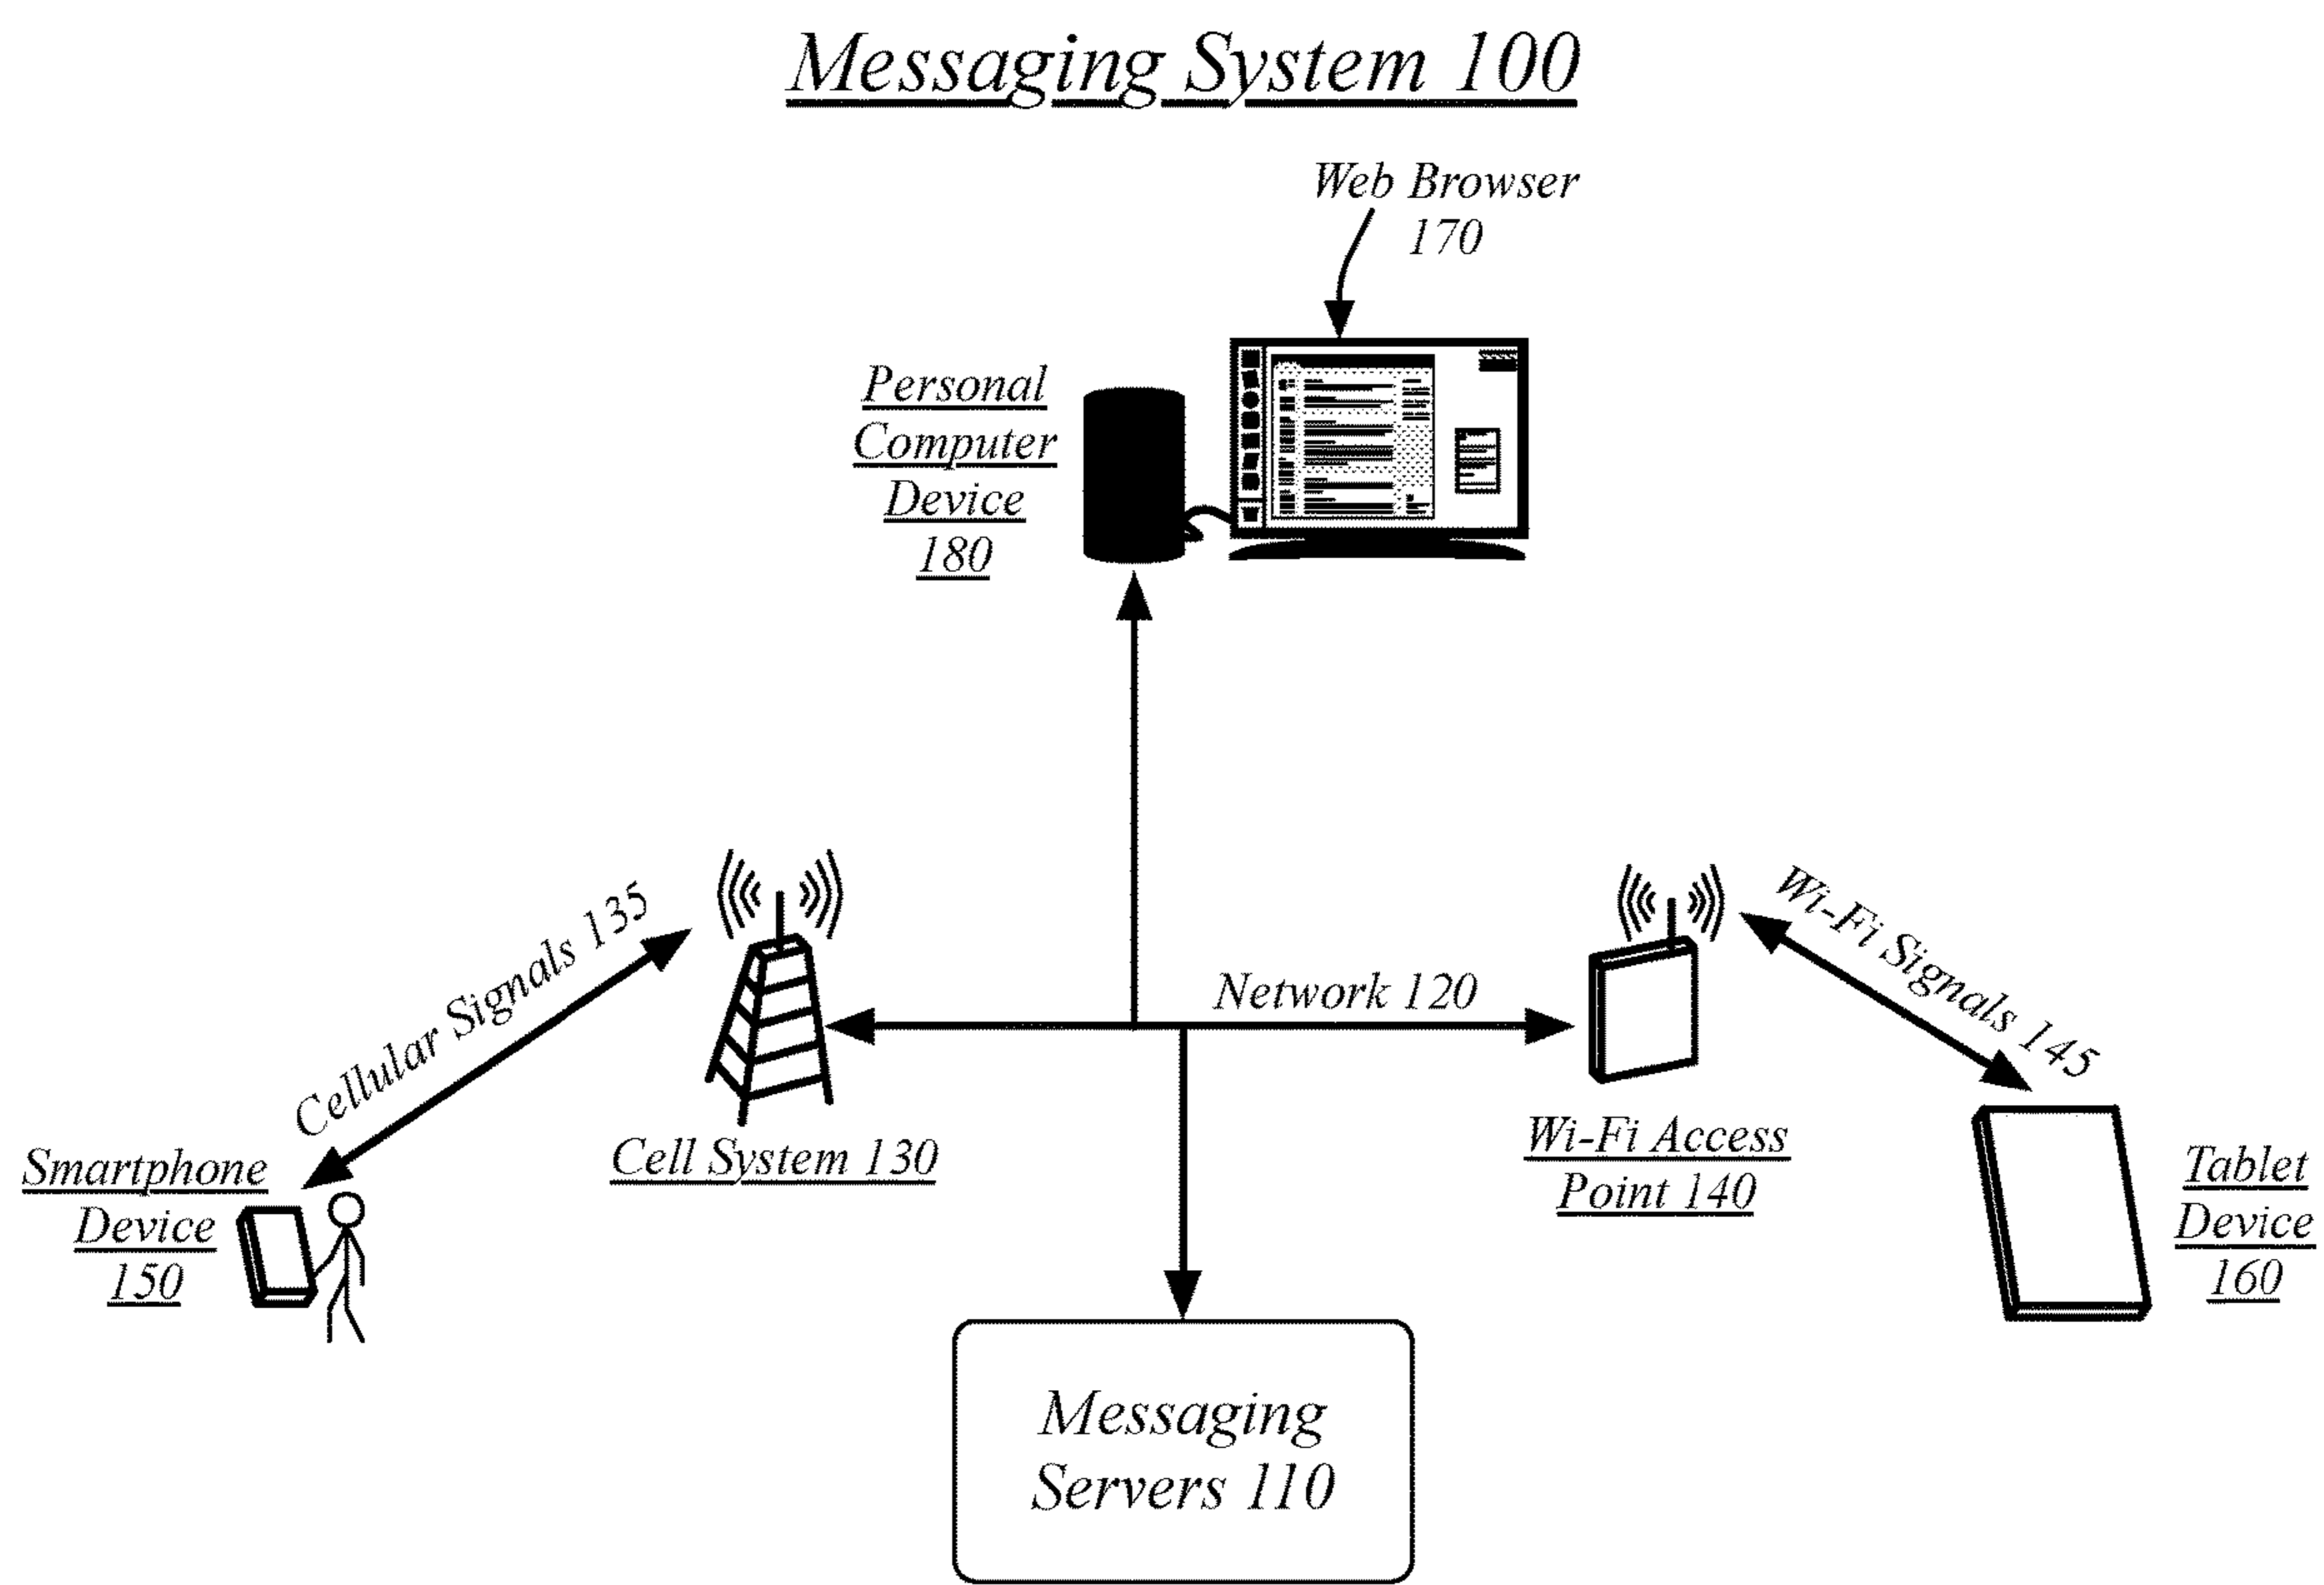 Messaging System 100
Web Browser
170
Personal
Computer
Device
180
Cellular Signals 135
Wi-Fi Signals 145
Network 120
Cell System 130
Wi-Fi Access
Point 140
Smartphone
Device
150
Tablet
Device
160
Messaging
Servers 110